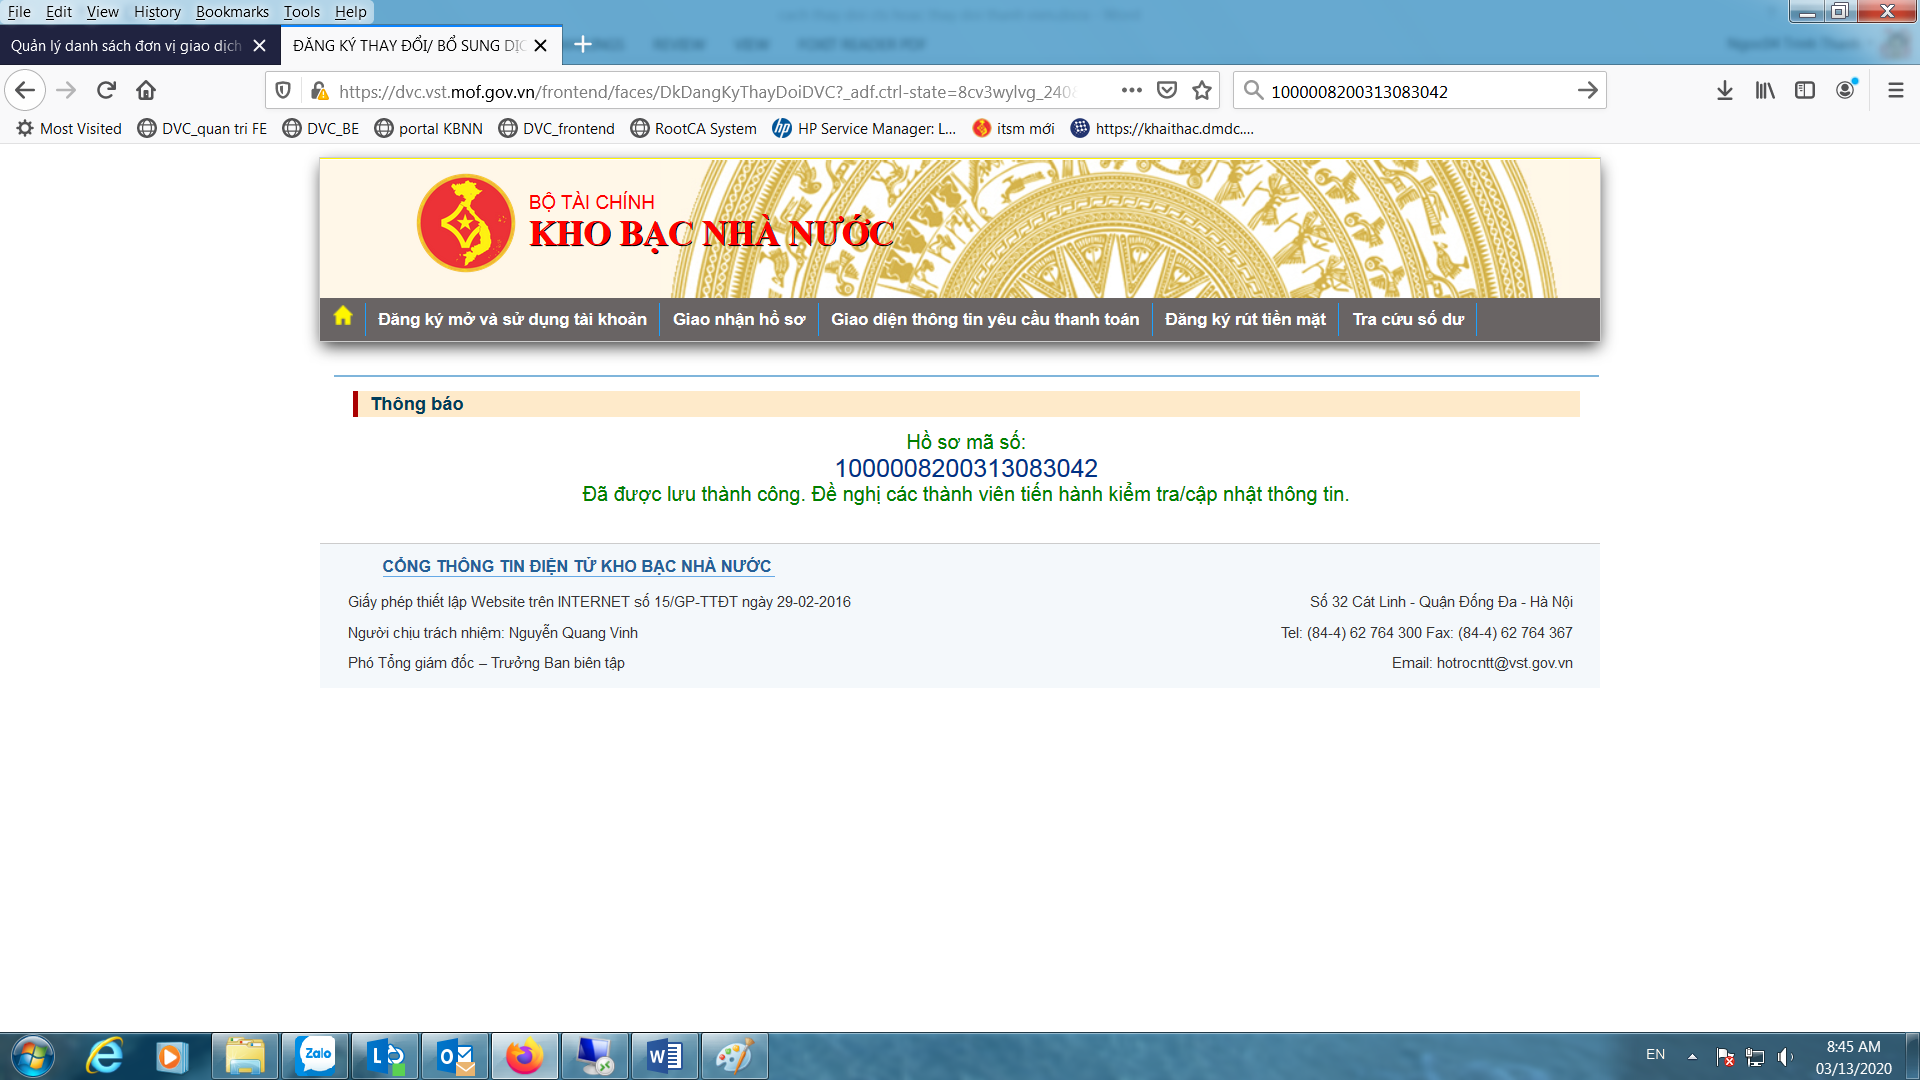 File Edit View History Bookmarks Tools Help
Quản lý danh sách đơn vị giao dịch
ĐĂNG KÝ THAY ĐỔI/ BỔ SUNG DỊC
https://dvc.vst.mof.gov.vn/frontend/faces/DkDangKyThayDoiDVC?_adf.ctrl-state=8cv3wylvg_2408
1000008200313083042
Most Visited DVC_quan tri FE DVC_BE portal KBNN DVC_frontend RootCA System HP Service Manager: L... itsm mới https://khaithac.dmdc....
BỘ TÀI CHÍNH
KHO BẠC NHÀ NƯỚC
Đăng ký mở và sử dụng tài khoản Giao nhận hồ sơ Giao diện thông tin yêu cầu thanh toán Đăng ký rút tiền mặt Tra cứu số dư
Thông báo
Hồ sơ mã số:
1000008200313083042
Đã được lưu thành công. Đề nghị các thành viên tiến hành kiểm tra/cập nhật thông tin.
CỔNG THÔNG TIN ĐIỆN TỬ KHO BẠC NHÀ NƯỚC
Giấy phép thiết lập Website trên INTERNET số 15/GP-TTĐT ngày 29-02-2016
Số 32 Cát Linh - Quận Đống Đa - Hà Nội
Người chịu trách nhiệm: Nguyễn Quang Vinh
Tel: (84-4) 62 764 300 Fax: (84-4) 62 764 367
Phó Tổng giám đốc – Trưởng Ban biên tập
Email: hotrocntt@vst.gov.vn
Zalo
EN
8:45 AM
03/13/2020